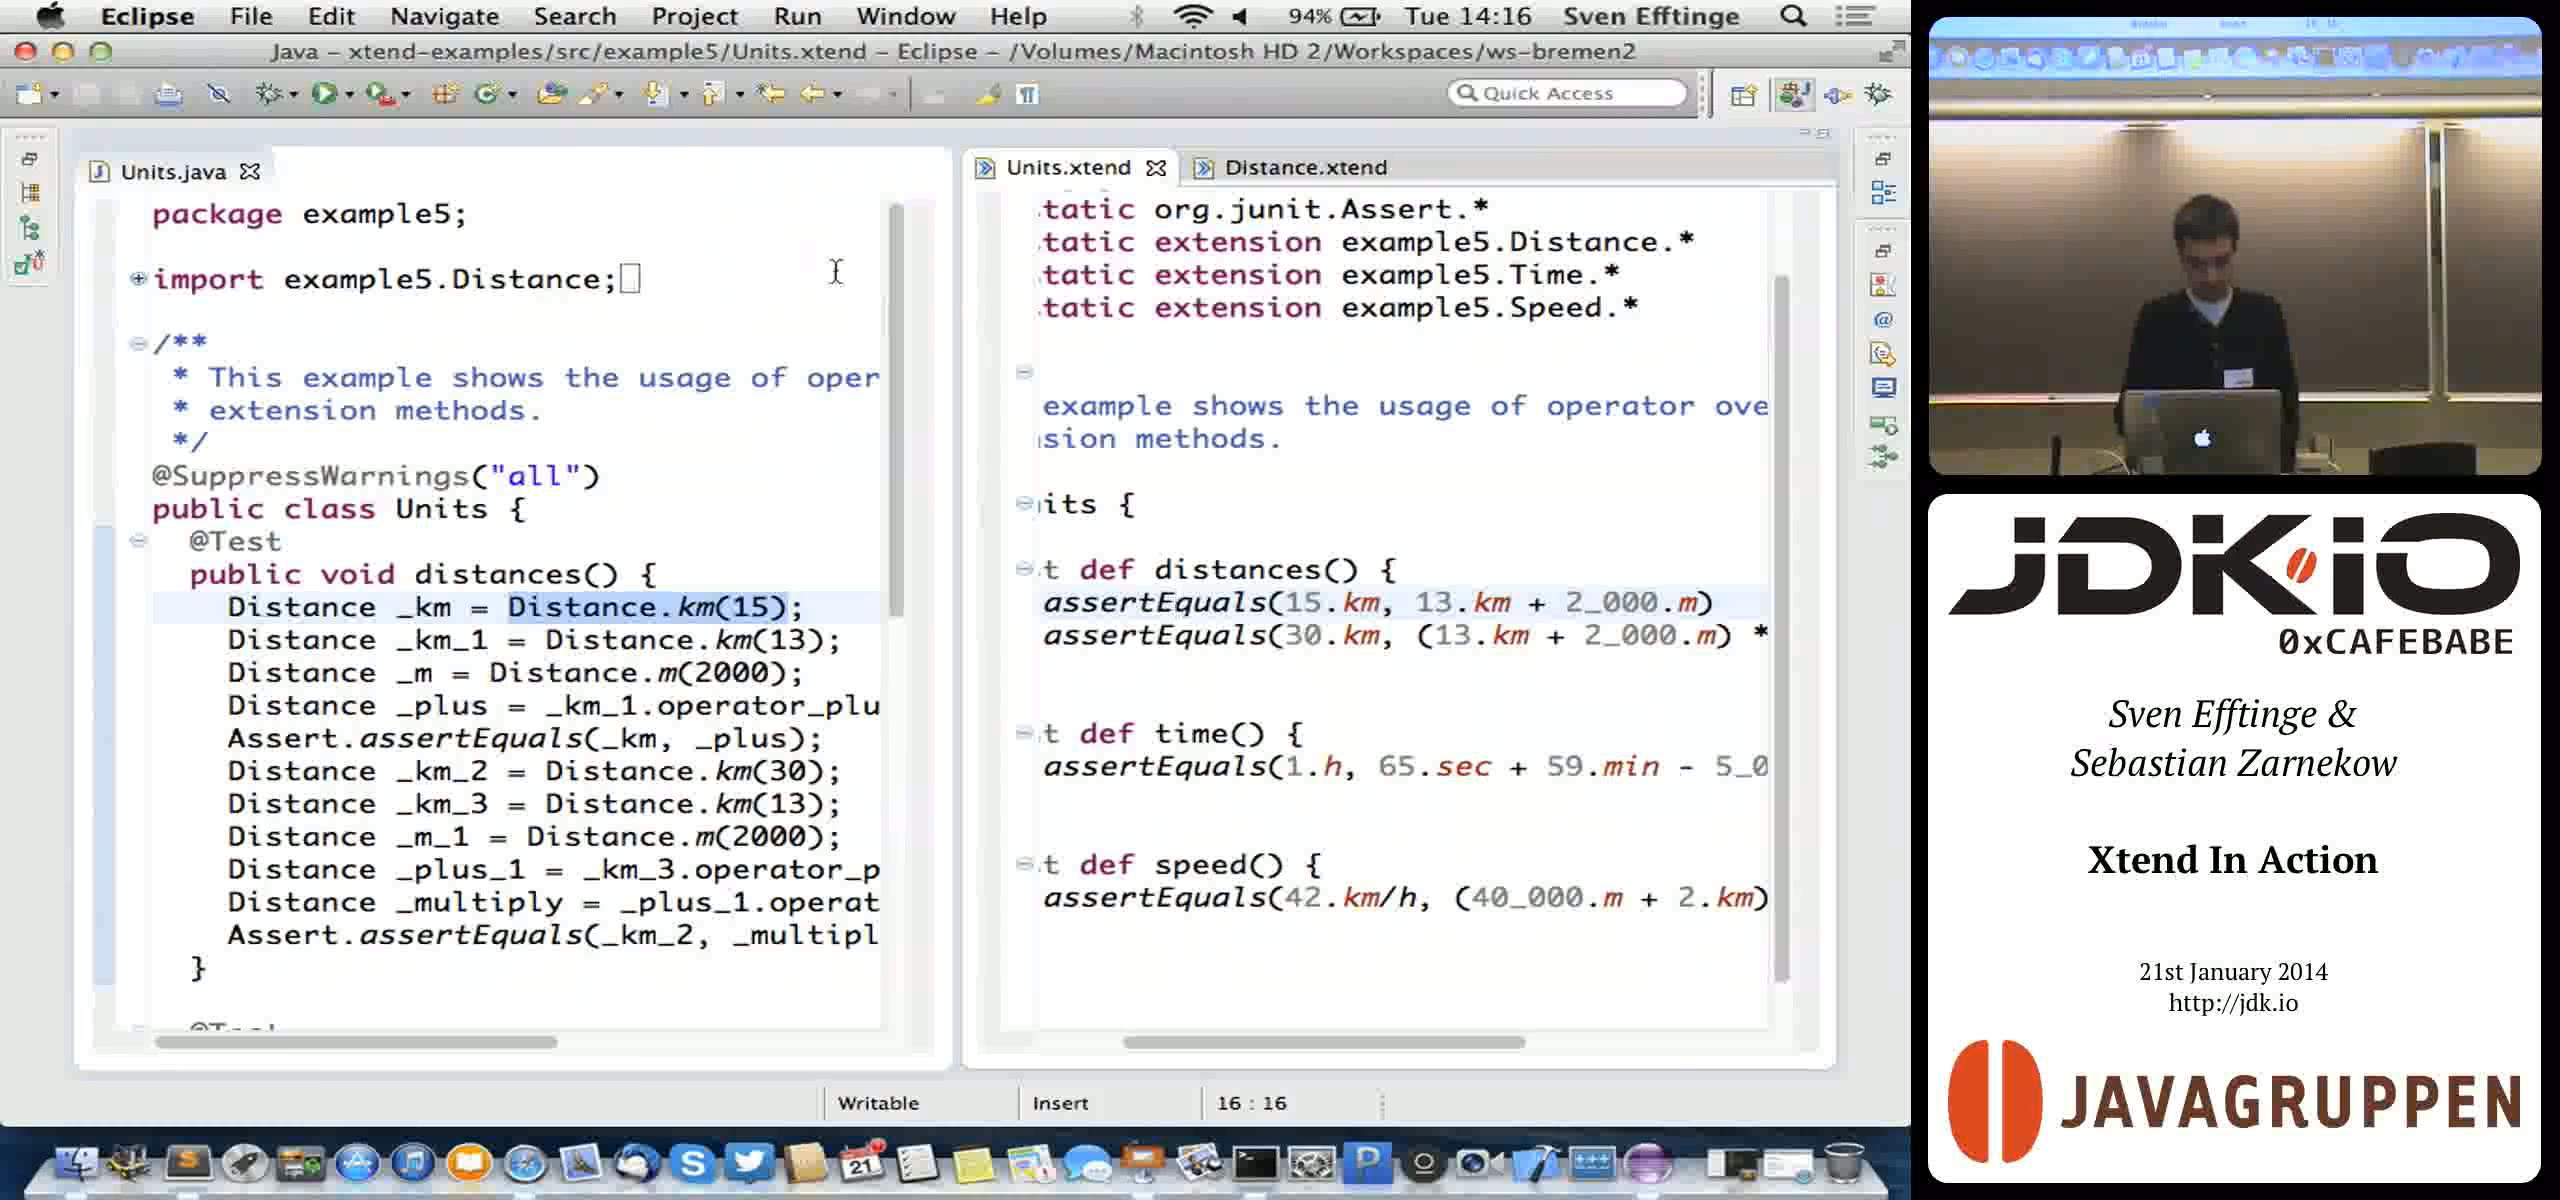 Eclipse File Edit Navigate Search Project Run Window Help 94% Tue 14:16 Sven Efftinge
Java – xtend-examples/src/example5/Units.xtend – Eclipse – /Volumes/Macintosh HD 2/Workspaces/ws-bremen2
Quick Access
Units.java
package example5;
import example5.Distance;
/**
* This example shows the usage of oper
* extension methods.
*/
@SuppressWarnings("all")
public class Units {
@Test
public void distances() {
Distance _km = Distance.km(15);
Distance _km_1 = Distance.km(13);
Distance _m = Distance.m(2000);
Distance _plus = _km_1.operator_plu
Assert.assertEquals(_km, _plus);
Distance _km_2 = Distance.km(30);
Distance _km_3 = Distance.km(13);
Distance _m_1 = Distance.m(2000);
Distance _plus_1 = _km_3.operator_p
Distance _multiply = _plus_1.operat
Assert.assertEquals(_km_2, _multipl
}
@Test
Units.xtend Distance.xtend
tatic org.junit.Assert.*
tatic extension example5.Distance.*
tatic extension example5.Time.*
tatic extension example5.Speed.*
example shows the usage of operator ove
sion methods.
its {
t def distances() {
assertEquals(15.km, 13.km + 2_000.m)
assertEquals(30.km, (13.km + 2_000.m) *
t def time() {
assertEquals(1.h, 65.sec + 59.min - 5_0
t def speed() {
assertEquals(42.km/h, (40_000.m + 2.km)
Writable Insert 16 : 16
21
JDK.IO
0xCAFEBABE
Sven Efftinge &
Sebastian Zarnekow
Xtend In Action
21st January 2014
http://jdk.io
JAVAGRUPPEN